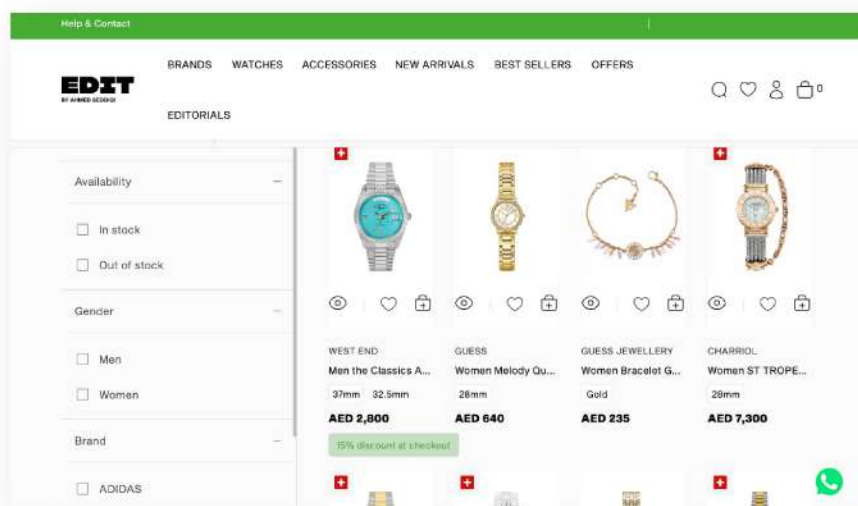 Help & Contact
EDIT
BY AHMED SEDDIQI
BRANDS WATCHES ACCESSORIES NEW ARRIVALS BEST SELLERS OFFERS
EDITORIALS
0
Availability
In stock
Out of stock
Gender
Men
Women
Brand
ADIDAS
WEST END
Men the Classics A...
37mm 32.5mm
AED 2,800
15% discount at checkout
GUESS
Women Melody Qu...
28mm
AED 640
GUESS JEWELLERY
Women Bracelet G...
Gold
AED 235
CHARRIOL
Women ST TROPE...
28mm
AED 7,300